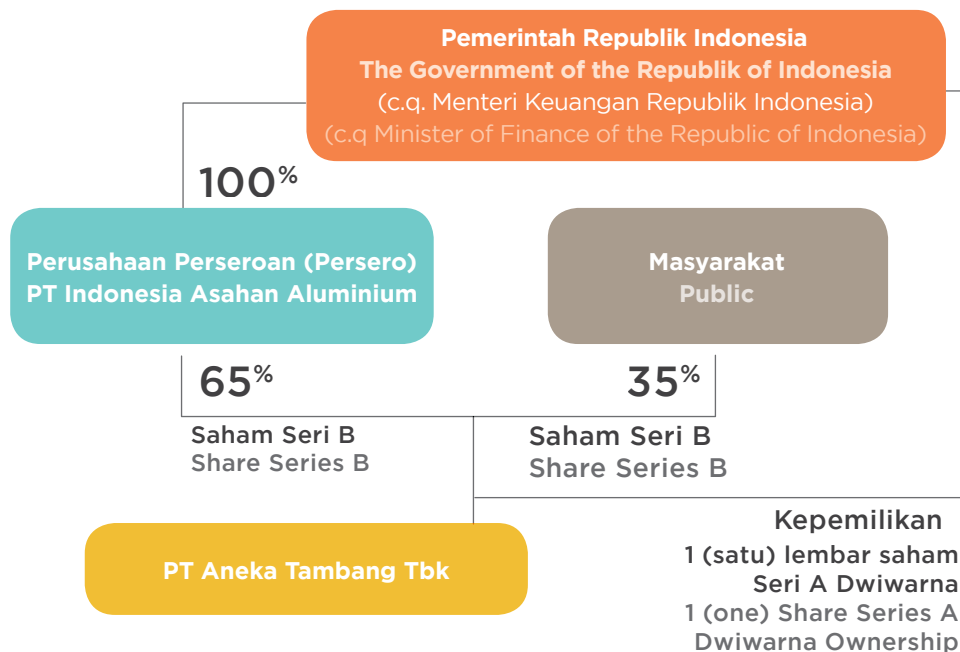 Pemerintah Republik Indonesia
The Government of the Republik of Indonesia
(c.q. Menteri Keuangan Republik Indonesia)
(c.q Minister of Finance of the Republic of Indonesia)
100%
Perusahaan Perseroan (Persero)
PT Indonesia Asahan Aluminium
Masyarakat
Public
65%
Saham Seri B
Share Series B
35%
Saham Seri B
Share Series B
PT Aneka Tambang Tbk
Kepemilikan
1 (satu) lembar saham
Seri A Dwiwarna
1 (one) Share Series A
Dwiwarna Ownership